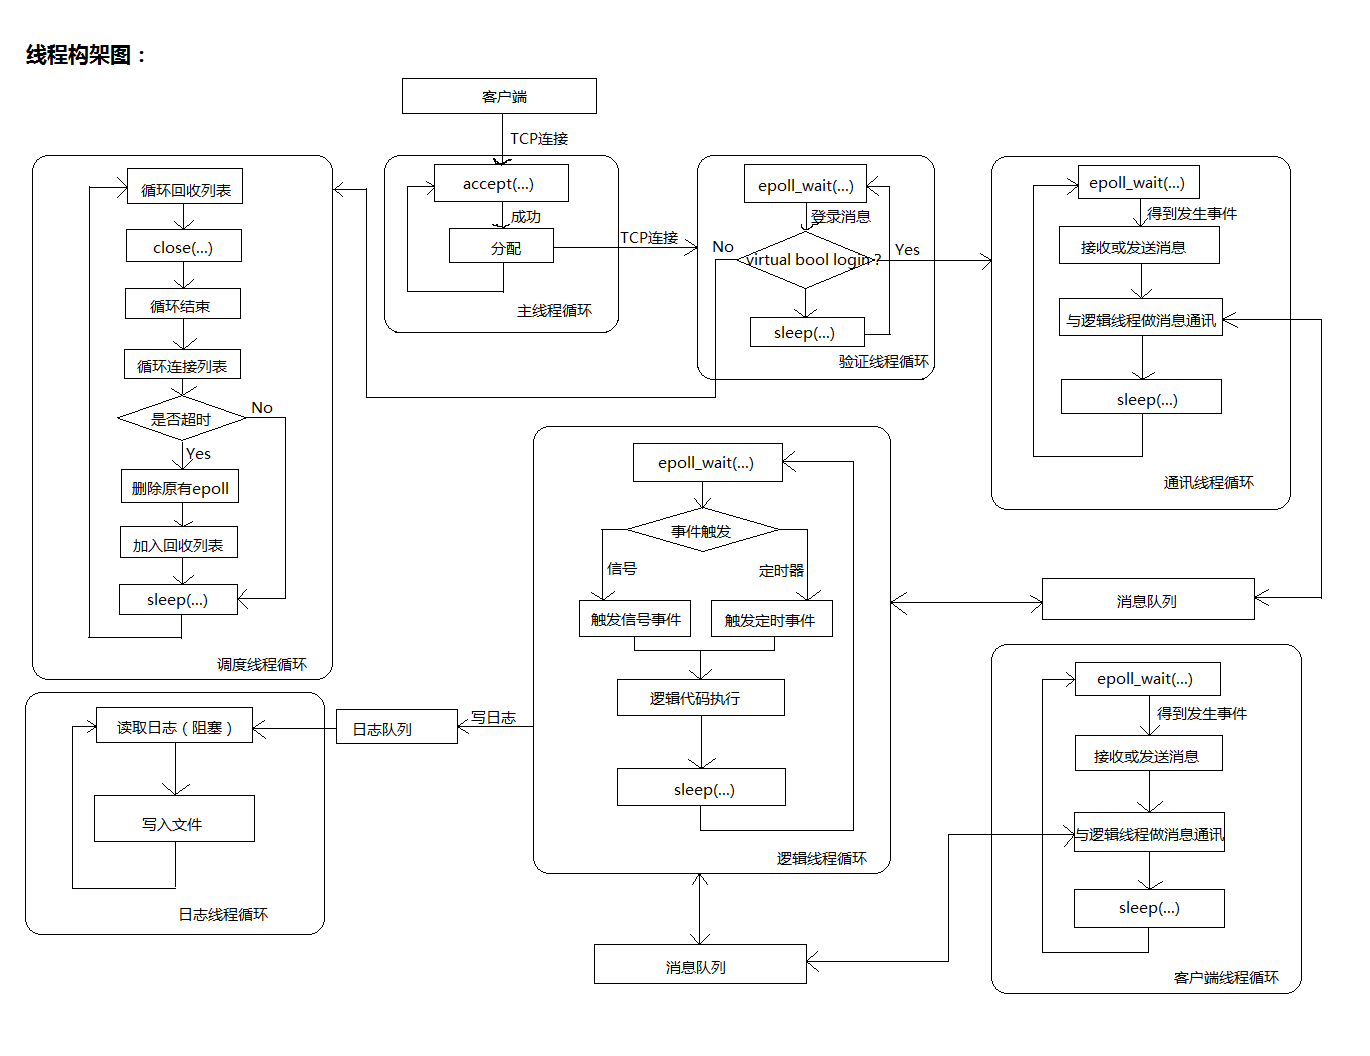 线程构架图：
客户端
TCP连接
accept(...)
成功
分配
主线程循环
TCP连接
epoll_wait(...)
登录消息
virtual bool login ?
No
Yes
sleep(...)
验证线程循环
epoll_wait(...)
得到发生事件
接收或发送消息
与逻辑线程做消息通讯
sleep(...)
通讯线程循环
循环回收列表
close(...)
循环结束
循环连接列表
是否超时
No
Yes
删除原有epoll
加入回收列表
sleep(...)
调度线程循环
epoll_wait(...)
事件触发
信号
定时器
触发信号事件
触发定时事件
逻辑代码执行
sleep(...)
逻辑线程循环
消息队列
写日志
日志队列
读取日志（阻塞）
写入文件
日志线程循环
消息队列
epoll_wait(...)
得到发生事件
接收或发送消息
与逻辑线程做消息通讯
sleep(...)
客户端线程循环